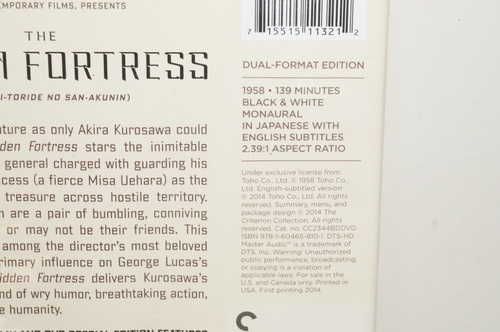 MPORARY FILMS, PRESENTS
THE
FORTRESS
I-TORIDE NO SAN-AKUNIN)
ature as only Akira Kurosawa could
dden Fortress stars the inimitable
general charged with guarding his
ncess (a fierce Misa Uehara) as the
treasure across hostile territory.
n are a pair of bumbling, conniving
or may not be their friends. This
among the director's most beloved
rimary influence on George Lucas's
idden Fortress delivers Kurosawa's
nd of wry humor, breathtaking action,
e humanity.
7 15515 11321 2
DUAL-FORMAT EDITION
1958 • 139 MINUTES
BLACK & WHITE
MONAURAL
IN JAPANESE WITH
ENGLISH SUBTITLES
2.39:1 ASPECT RATIO
Under exclusive license from
Toho Co., Ltd. © 1958 Toho Co.,
Ltd. English-subtitled version
© 2014 Toho Co., Ltd. All rights
reserved. Summary, menu, and
package design © 2014 The
Criterion Collection. All rights
reserved. Cat. no. CC2344BDDVD.
ISBN 978-1-60465-810-1. DTS-HD
Master Audio™ is a trademark of
DTS, Inc. Warning: Unauthorized
public performance, broadcasting,
or copying is a violation of
applicable laws. For sale in the
U.S. and Canada only. Printed in
USA. First printing 2014.